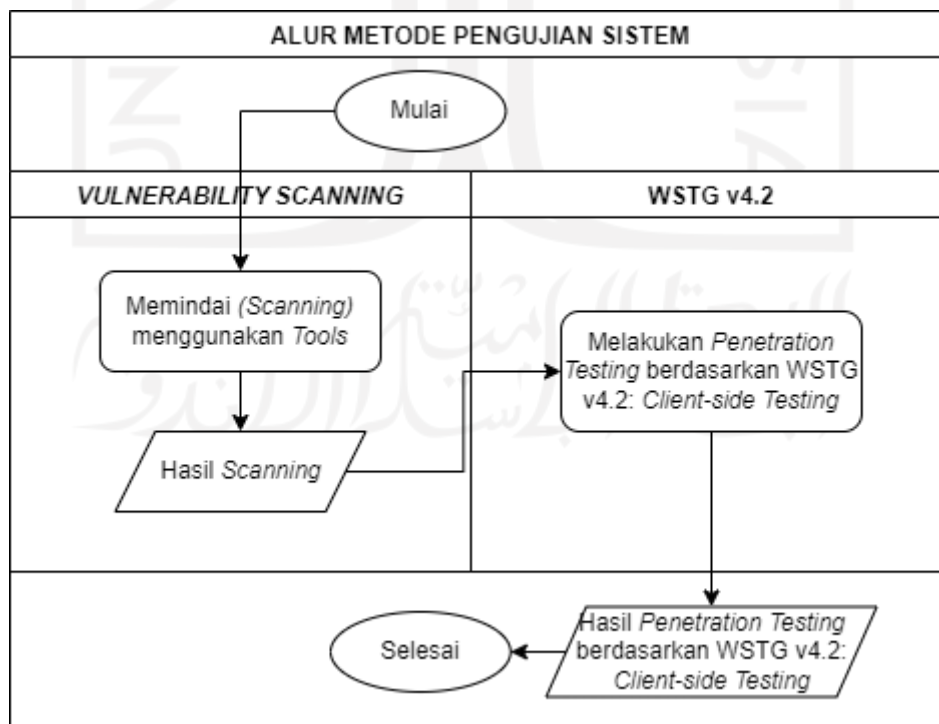 ALUR METODE PENGUJIAN SISTEM
Mulai
VULNERABILITY SCANNING
WSTG v4.2
Memindai (Scanning)
menggunakan Tools
Melakukan Penetration
Testing berdasarkan WSTG
v4.2: Client-side Testing
Hasil Scanning
Hasil Penetration Testing
berdasarkan WSTG v4.2:
Client-side Testing
Selesai